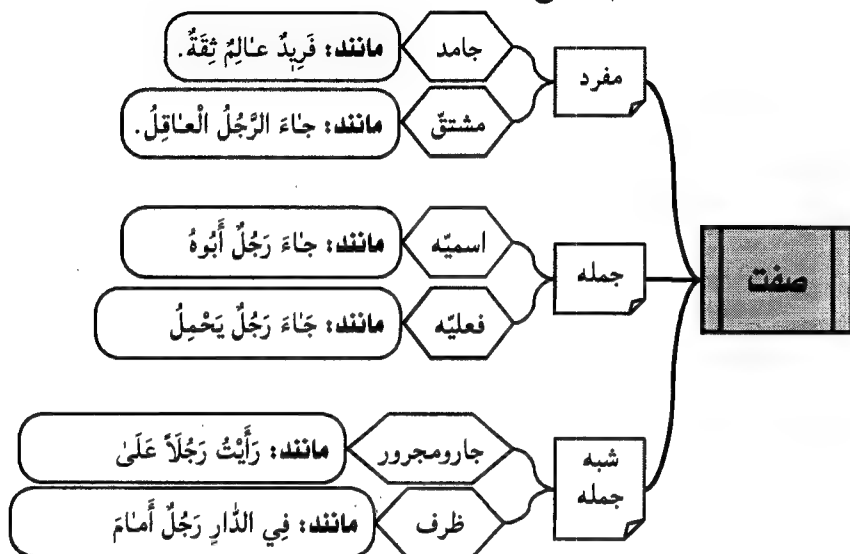 صفت
مفرد
جامد
مانند: فَرِيدٌ عٰالِمٌ ثِقَةٌ.
مشتقّ
مانند: جٰاءَ الرَّجُلُ الْعٰاقِلُ.
جمله
اسميّه
مانند: جٰاءَ رَجُلٌ أَبُوهُ
فعليّه
مانند: جَٰاءَ رَجُلٌ يَحْمِلُ
شبه
جمله
جارومجرور
مانند: رَأَيْتُ رَجُلَاً عَلَىٰ
ظرف
مانند: فِي الدّٰارِ رَجُلٌ أَمٰامَ